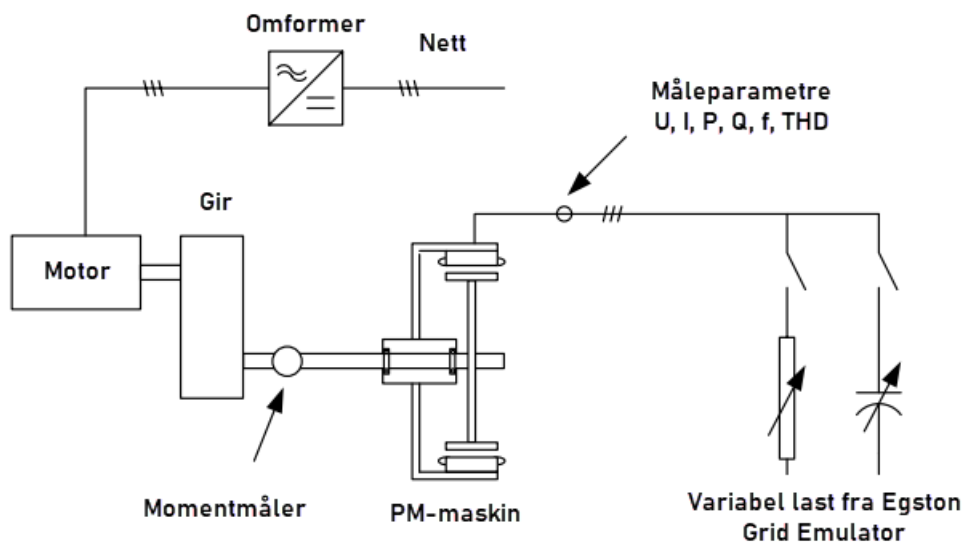 Omformer
Nett
Måleparametre
U, I, P, Q, f, THD
Gir
Motor
Momentmåler
PM-maskin
Variabel last fra Egston
Grid Emulator